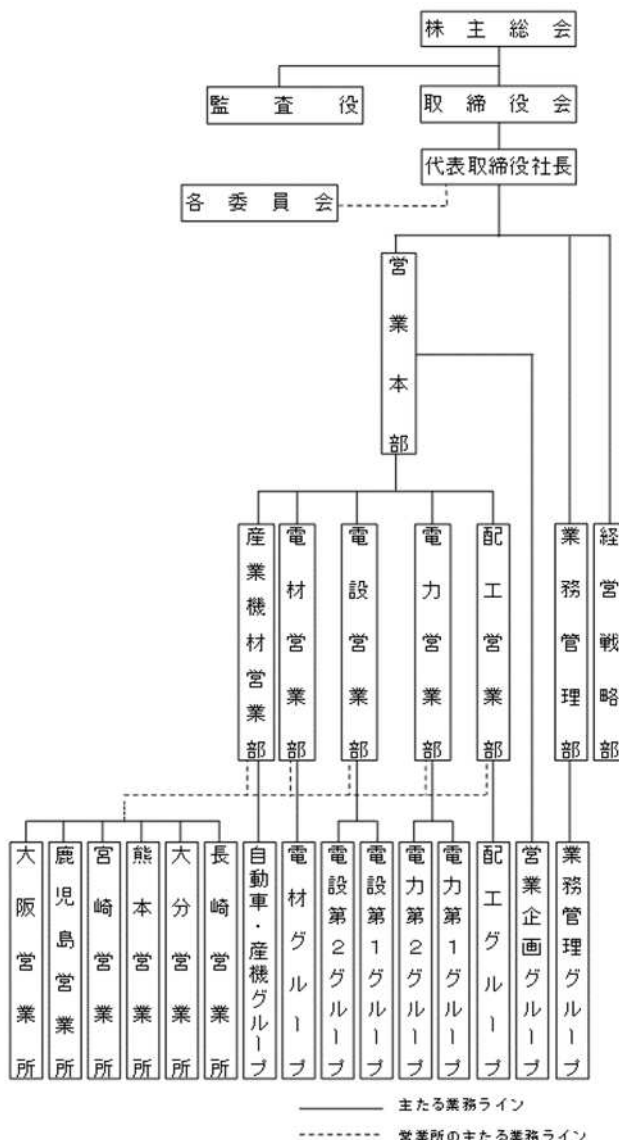 株主総会
監査役
取締役会
代表取締役社長
各委員会
営業本部
産業機材営業部
電材営業部
電設営業部
電力営業部
配工営業部
業務管理部
経営戦略部
大阪営業所
鹿児島営業所
宮崎営業所
熊本営業所
大分営業所
長崎営業所
自動車・産機グループ
電材グループ
電設第2グループ
電設第1グループ
電力第2グループ
電力第1グループ
配工グループ
営業企画グループ
業務管理グループ
主たる業務ライン
営業所の主たる業務ライン